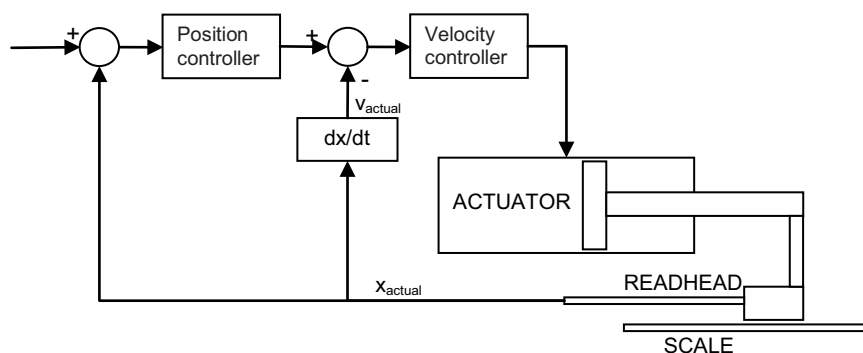 +
Position
controller
+
Velocity
controller
-
v_actual
dx/dt
ACTUATOR
READHEAD
x_actual
SCALE